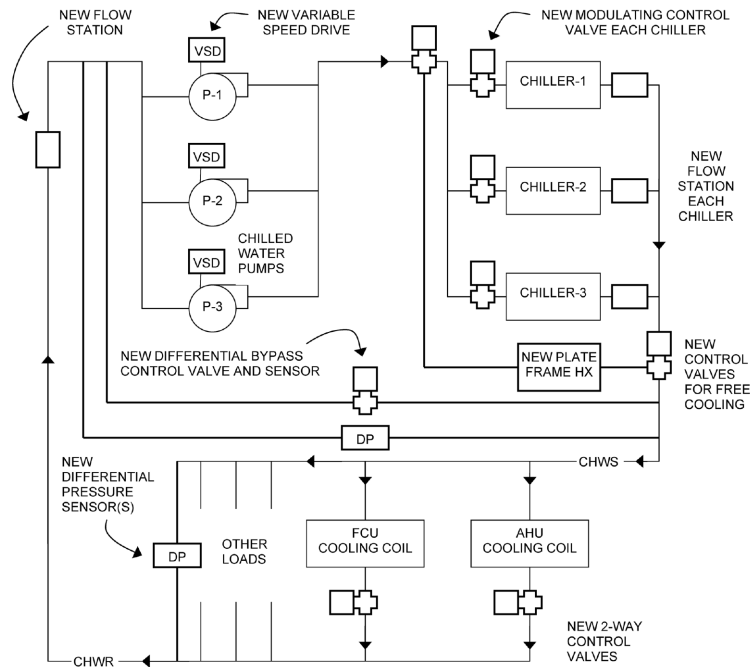 NEW FLOW
STATION
NEW VARIABLE
SPEED DRIVE
NEW MODULATING CONTROL
VALVE EACH CHILLER
VSD
P-1
CHILLER-1
VSD
P-2
CHILLER-2
NEW
FLOW
STATION
EACH
CHILLER
CHILLED
WATER
PUMPS
VSD
P-3
CHILLER-3
NEW DIFFERENTIAL BYPASS
CONTROL VALVE AND SENSOR
NEW PLATE
FRAME HX
NEW
CONTROL
VALVES
FOR FREE
COOLING
DP
CHWS
NEW
DIFFERENTIAL
PRESSURE
SENSOR(S)
DP
OTHER
LOADS
FCU
COOLING COIL
AHU
COOLING COIL
NEW 2-WAY
CONTROL
VALVES
CHWR